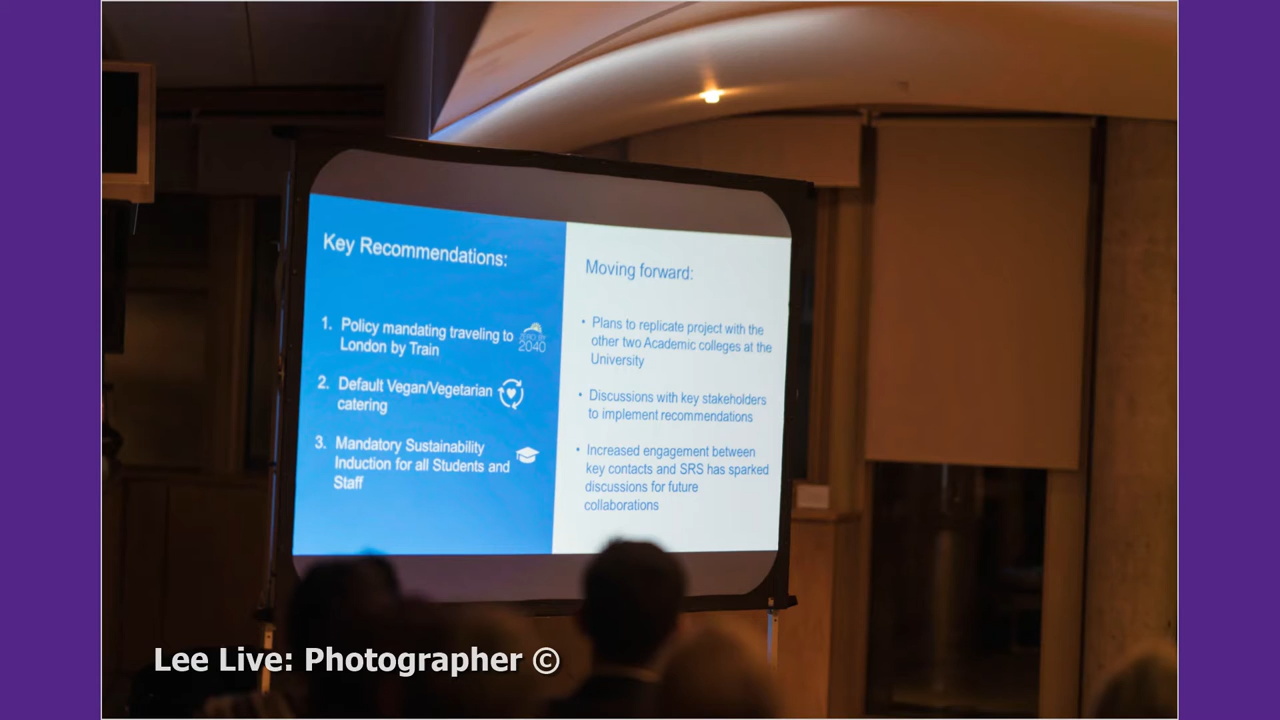 Key Recommendations:
1. Policy mandating traveling to
London by Train
ZERO BY
2040
2. Default Vegan/Vegetarian
catering
3. Mandatory Sustainability
Induction for all Students and
Staff
Moving forward:
• Plans to replicate project with the
other two Academic colleges at the
University
• Discussions with key stakeholders
to implement recommendations
• Increased engagement between
key contacts and SRS has sparked
discussions for future
collaborations
Lee Live: Photographer ©